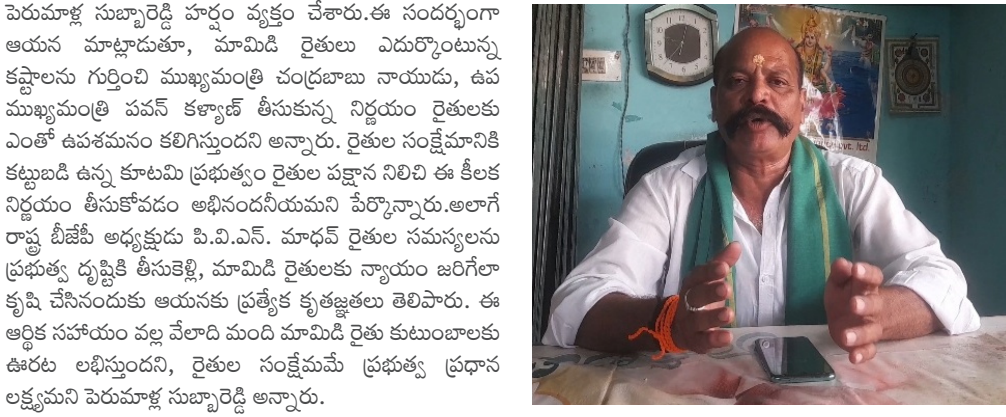 పెరుమాళ్ల సుబ్బారెడ్డి హర్షం వ్యక్తం చేశారు.ఈ సందర్భంగా
ఆయన మాట్లాడుతూ, మామిడి రైతులు ఎదుర్కొంటున్న
కష్టాలను గుర్తించి ముఖ్యమంత్రి చంద్రబాబు నాయుడు, ఉప
ముఖ్యమంత్రి పవన్ కళ్యాణ్ తీసుకున్న నిర్ణయం రైతులకు
ఎంతో ఉపశమనం కలిగిస్తుందని అన్నారు. రైతుల సంక్షేమానికి
కట్టుబడి ఉన్న కూటమి ప్రభుత్వం రైతుల పక్షాన నిలిచి ఈ కీలక
నిర్ణయం తీసుకోవడం అభినందనీయమని పేర్కొన్నారు.అలాగే
రాష్ట్ర బీజేపీ అధ్యక్షుడు పి.వి.ఎన్. మాధవ్ రైతుల సమస్యలను
ప్రభుత్వ దృష్టికి తీసుకెళ్లి, మామిడి రైతులకు న్యాయం జరిగేలా
కృషి చేసినందుకు ఆయనకు ప్రత్యేక కృతజ్ఞతలు తెలిపారు. ఈ
ఆర్థిక సహాయం వల్ల వేలాది మంది మామిడి రైతు కుటుంబాలకు
ఊరట లభిస్తుందని, రైతుల సంక్షేమమే ప్రభుత్వ ప్రధాన
లక్ష్యమని పెరుమాళ్ల సుబ్బారెడ్డి అన్నారు.
Pvt. ltd.